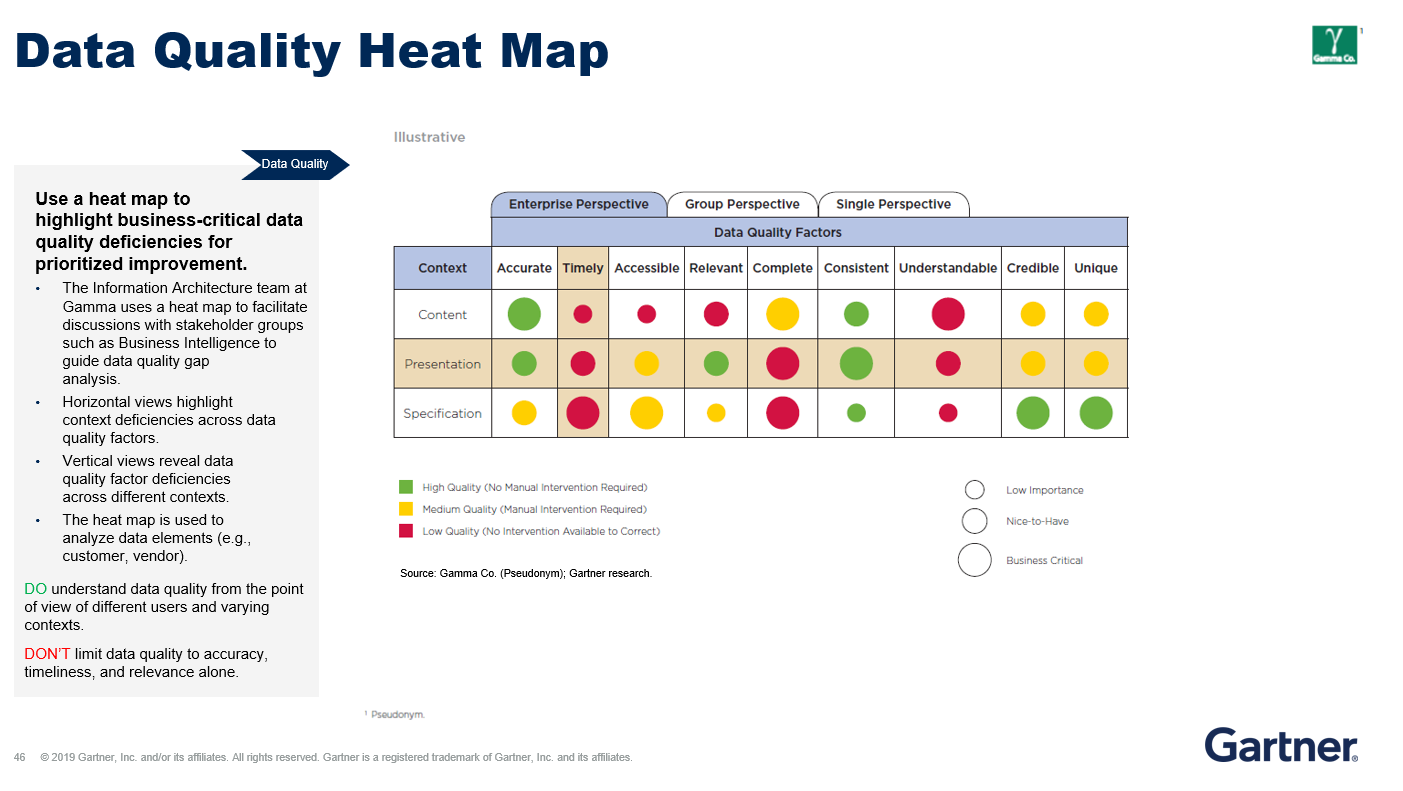 Data Quality Heat Map
γ
Gamma Co.
1
Illustrative
Data Quality
Use a heat map to
highlight business-critical data
quality deficiencies for
prioritized improvement.
• The Information Architecture team at
Gamma uses a heat map to facilitate
discussions with stakeholder groups
such as Business Intelligence to
guide data quality gap
analysis.
• Horizontal views highlight
context deficiencies across data
quality factors.
• Vertical views reveal data
quality factor deficiencies
across different contexts.
• The heat map is used to
analyze data elements (e.g.,
customer, vendor).
DO understand data quality from the point
of view of different users and varying
contexts.
DON'T limit data quality to accuracy,
timeliness, and relevance alone.
Enterprise Perspective Group Perspective Single Perspective
Data Quality Factors
Context Accurate Timely Accessible Relevant Complete Consistent Understandable Credible Unique
Content
Presentation
Specification
High Quality (No Manual Intervention Required)
Medium Quality (Manual Intervention Required)
Low Quality (No Intervention Available to Correct)
Low Importance
Nice-to-Have
Business Critical
Source: Gamma Co. (Pseudonym); Gartner research.
1 Pseudonym.
46 © 2019 Gartner, Inc. and/or its affiliates. All rights reserved. Gartner is a registered trademark of Gartner, Inc. and its affiliates.
Gartner®